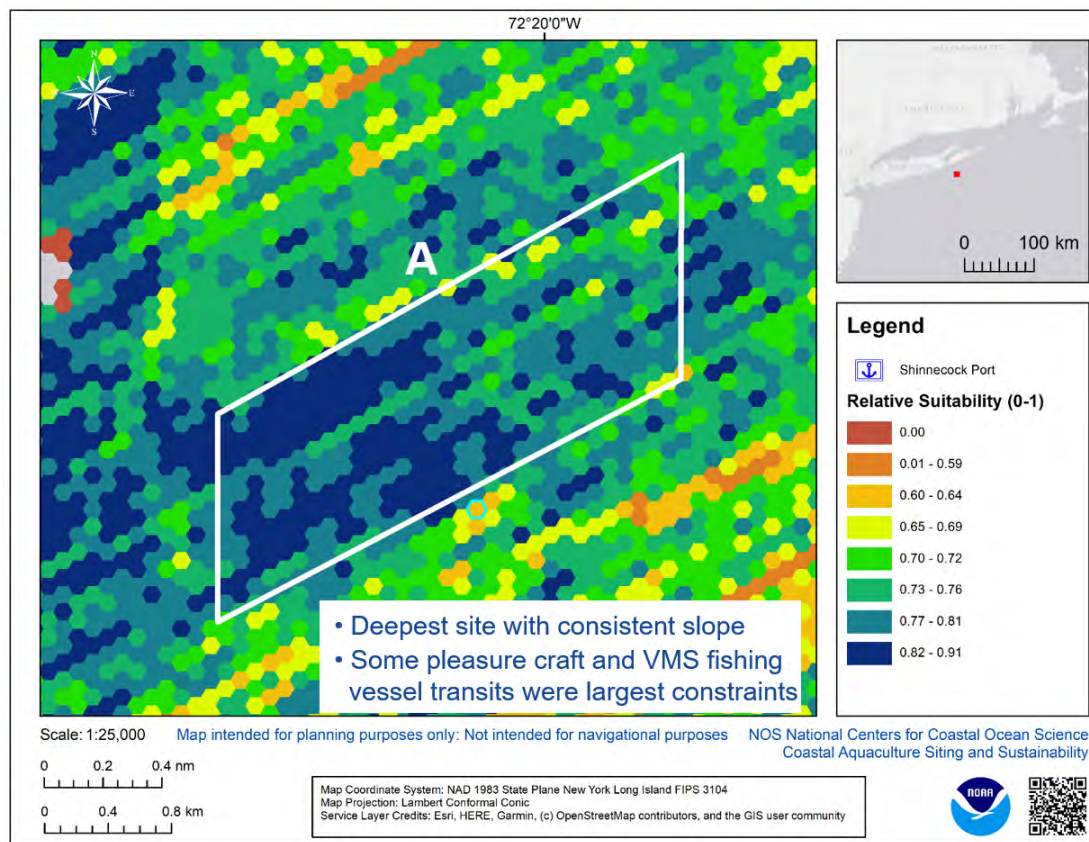 72°20'0"W
N
S
A
0 100 km
Legend
Shinnecock Port
Relative Suitability (0-1)
0.00
0.01 - 0.59
0.60 - 0.64
0.65 - 0.69
0.70 - 0.72
0.73 - 0.76
0.77 - 0.81
0.82 - 0.91
• Deepest site with consistent slope
• Some pleasure craft and VMS fishing
vessel transits were largest constraints
Scale: 1:25,000
Map intended for planning purposes only: Not intended for navigational purposes
NOS National Centers for Coastal Ocean Science
Coastal Aquaculture Siting and Sustainability
0 0.2 0.4 nm
0 0.4 0.8 km
Map Coordinate System: NAD 1983 State Plane New York Long Island FIPS 3104
Map Projection: Lambert Conformal Conic
Service Layer Credits: Esri, HERE, Garmin, (c) OpenStreetMap contributors, and the GIS user community
NOAA